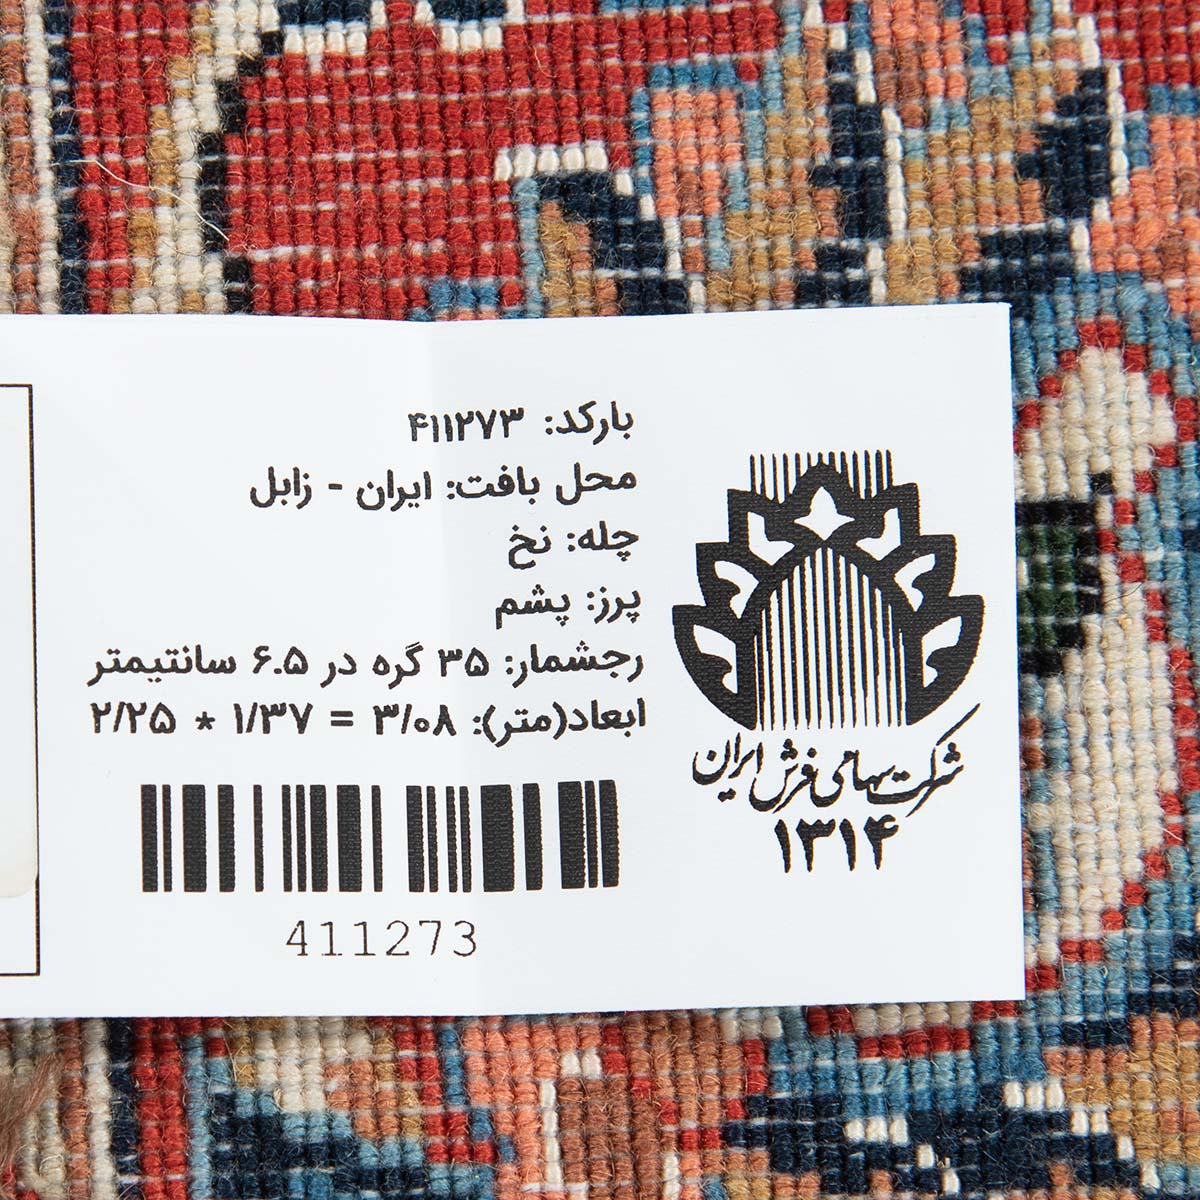 بارکد: ۴۱۱۲۷۳
محل بافت: ایران - زابل
چله: نخ
پرز: پشم
رجشمار: ۳۵ گره در ۶.۵ سانتیمتر
ابعاد(متر): ۳/۰۸ = ۱/۳۷ * ۲/۲۵
411273
شرکت سهامی فرش ایران
۱۳۱۴